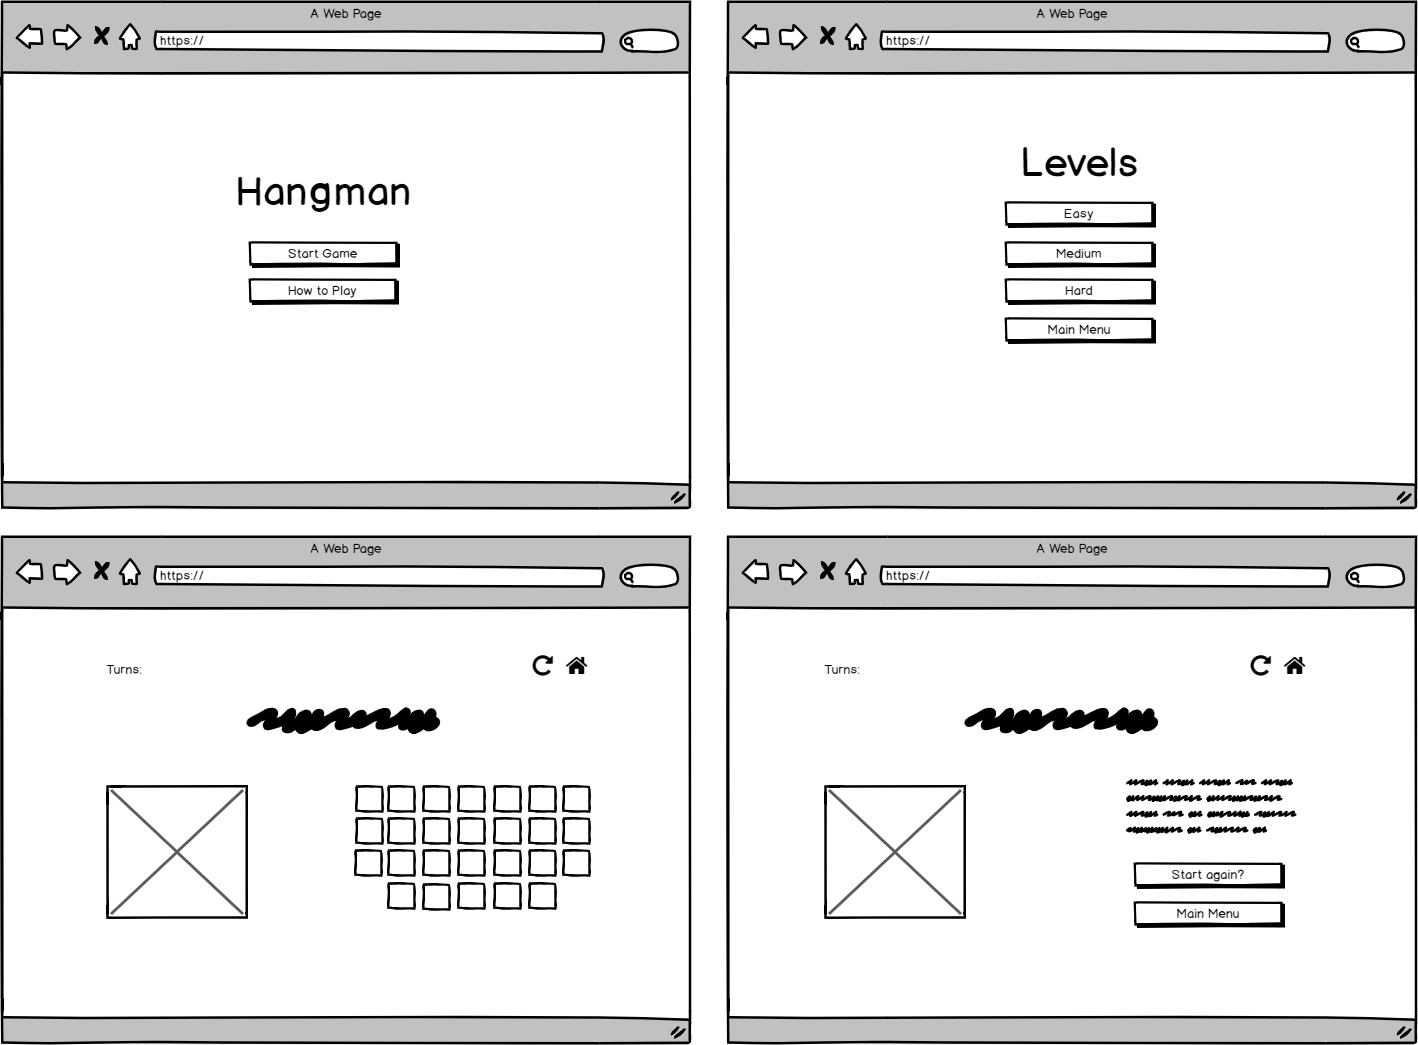 A Web Page
https://
Hangman
Start Game
How to Play
A Web Page
https://
Levels
Easy
Medium
Hard
Main Menu
A Web Page
https://
Turns:
A Web Page
https://
Turns:
Start again?
Main Menu